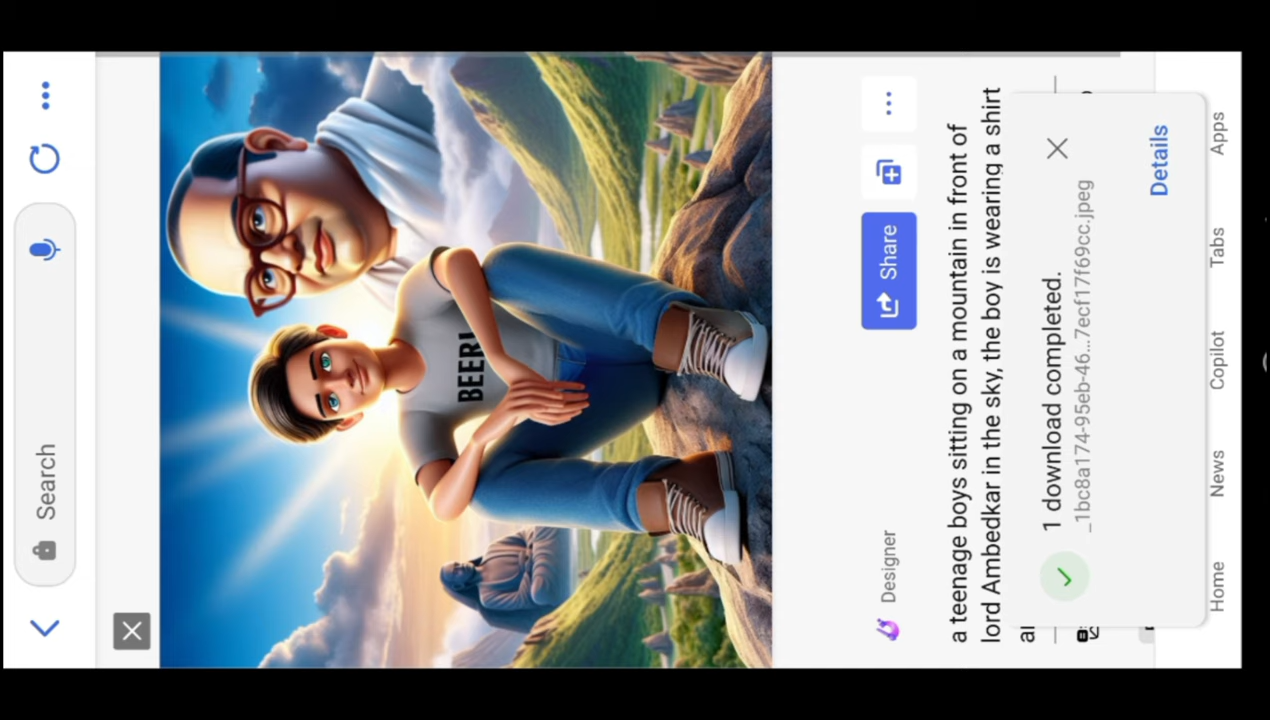 Search
BEER!
Designer
Share
a teenage boys sitting on a mountain in front of
lord Ambedkar in the sky, the boy is wearing a shirt
1 download completed.
_1bc8a174-95eb-46...7ecf17f69cc.jpeg
Details
Home News Copilot Tabs Apps